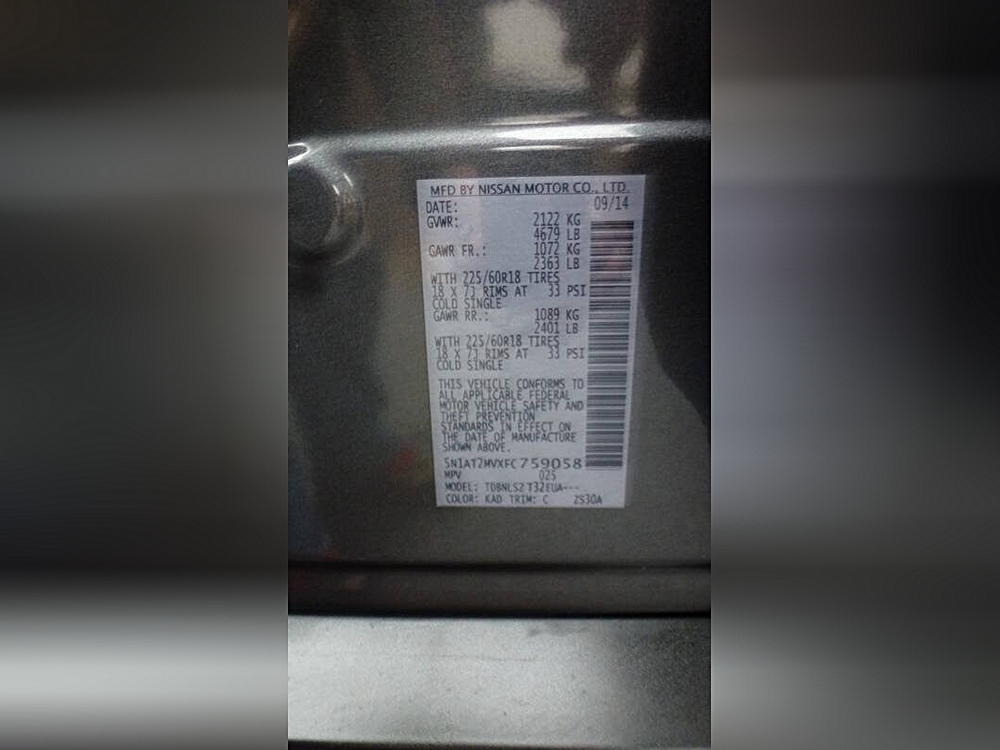 MFD BY NISSAN MOTOR CO., LTD.
DATE: 09/14
GVWR: 2122 KG
4679 LB
GAWR FR.: 1072 KG
2363 LB
WITH 225/60R18 TIRES
18 X 7J RIMS AT 33 PSI
COLD SINGLE
GAWR RR.: 1089 KG
2401 LB
WITH 225/60R18 TIRES
18 X 7J RIMS AT 33 PSI
COLD SINGLE
THIS VEHICLE CONFORMS TO
ALL APPLICABLE FEDERAL
MOTOR VEHICLE SAFETY AND
THEFT PREVENTION
STANDARDS IN EFFECT ON
THE DATE OF MANUFACTURE
SHOWN ABOVE.
5N1AT2MVXFC759058
MPV 025
MODEL: TDBNLS2 T32EUA---
COLOR: KAD TRIM: C 2S30A